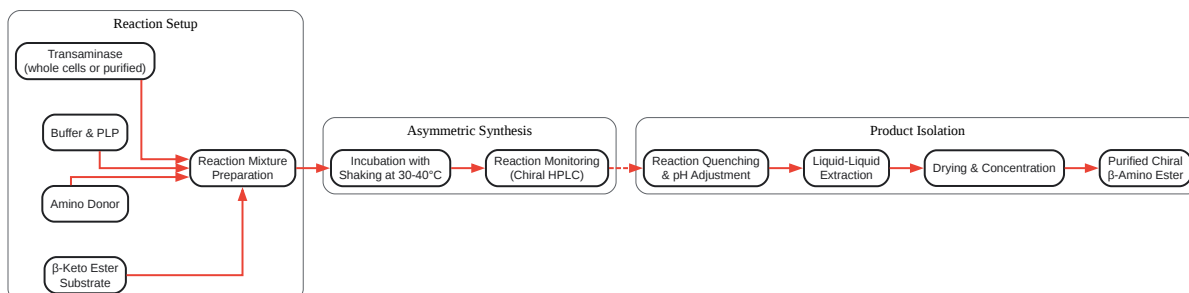 Reaction Setup
Transaminase
(whole cells or purified)
Buffer & PLP
Amino Donor
β-Keto Ester
Substrate
Reaction Mixture
Preparation
Asymmetric Synthesis
Incubation with
Shaking at 30-40°C
Reaction Monitoring
(Chiral HPLC)
Product Isolation
Reaction Quenching
& pH Adjustment
Liquid-Liquid
Extraction
Drying & Concentration
Purified Chiral
β-Amino Ester